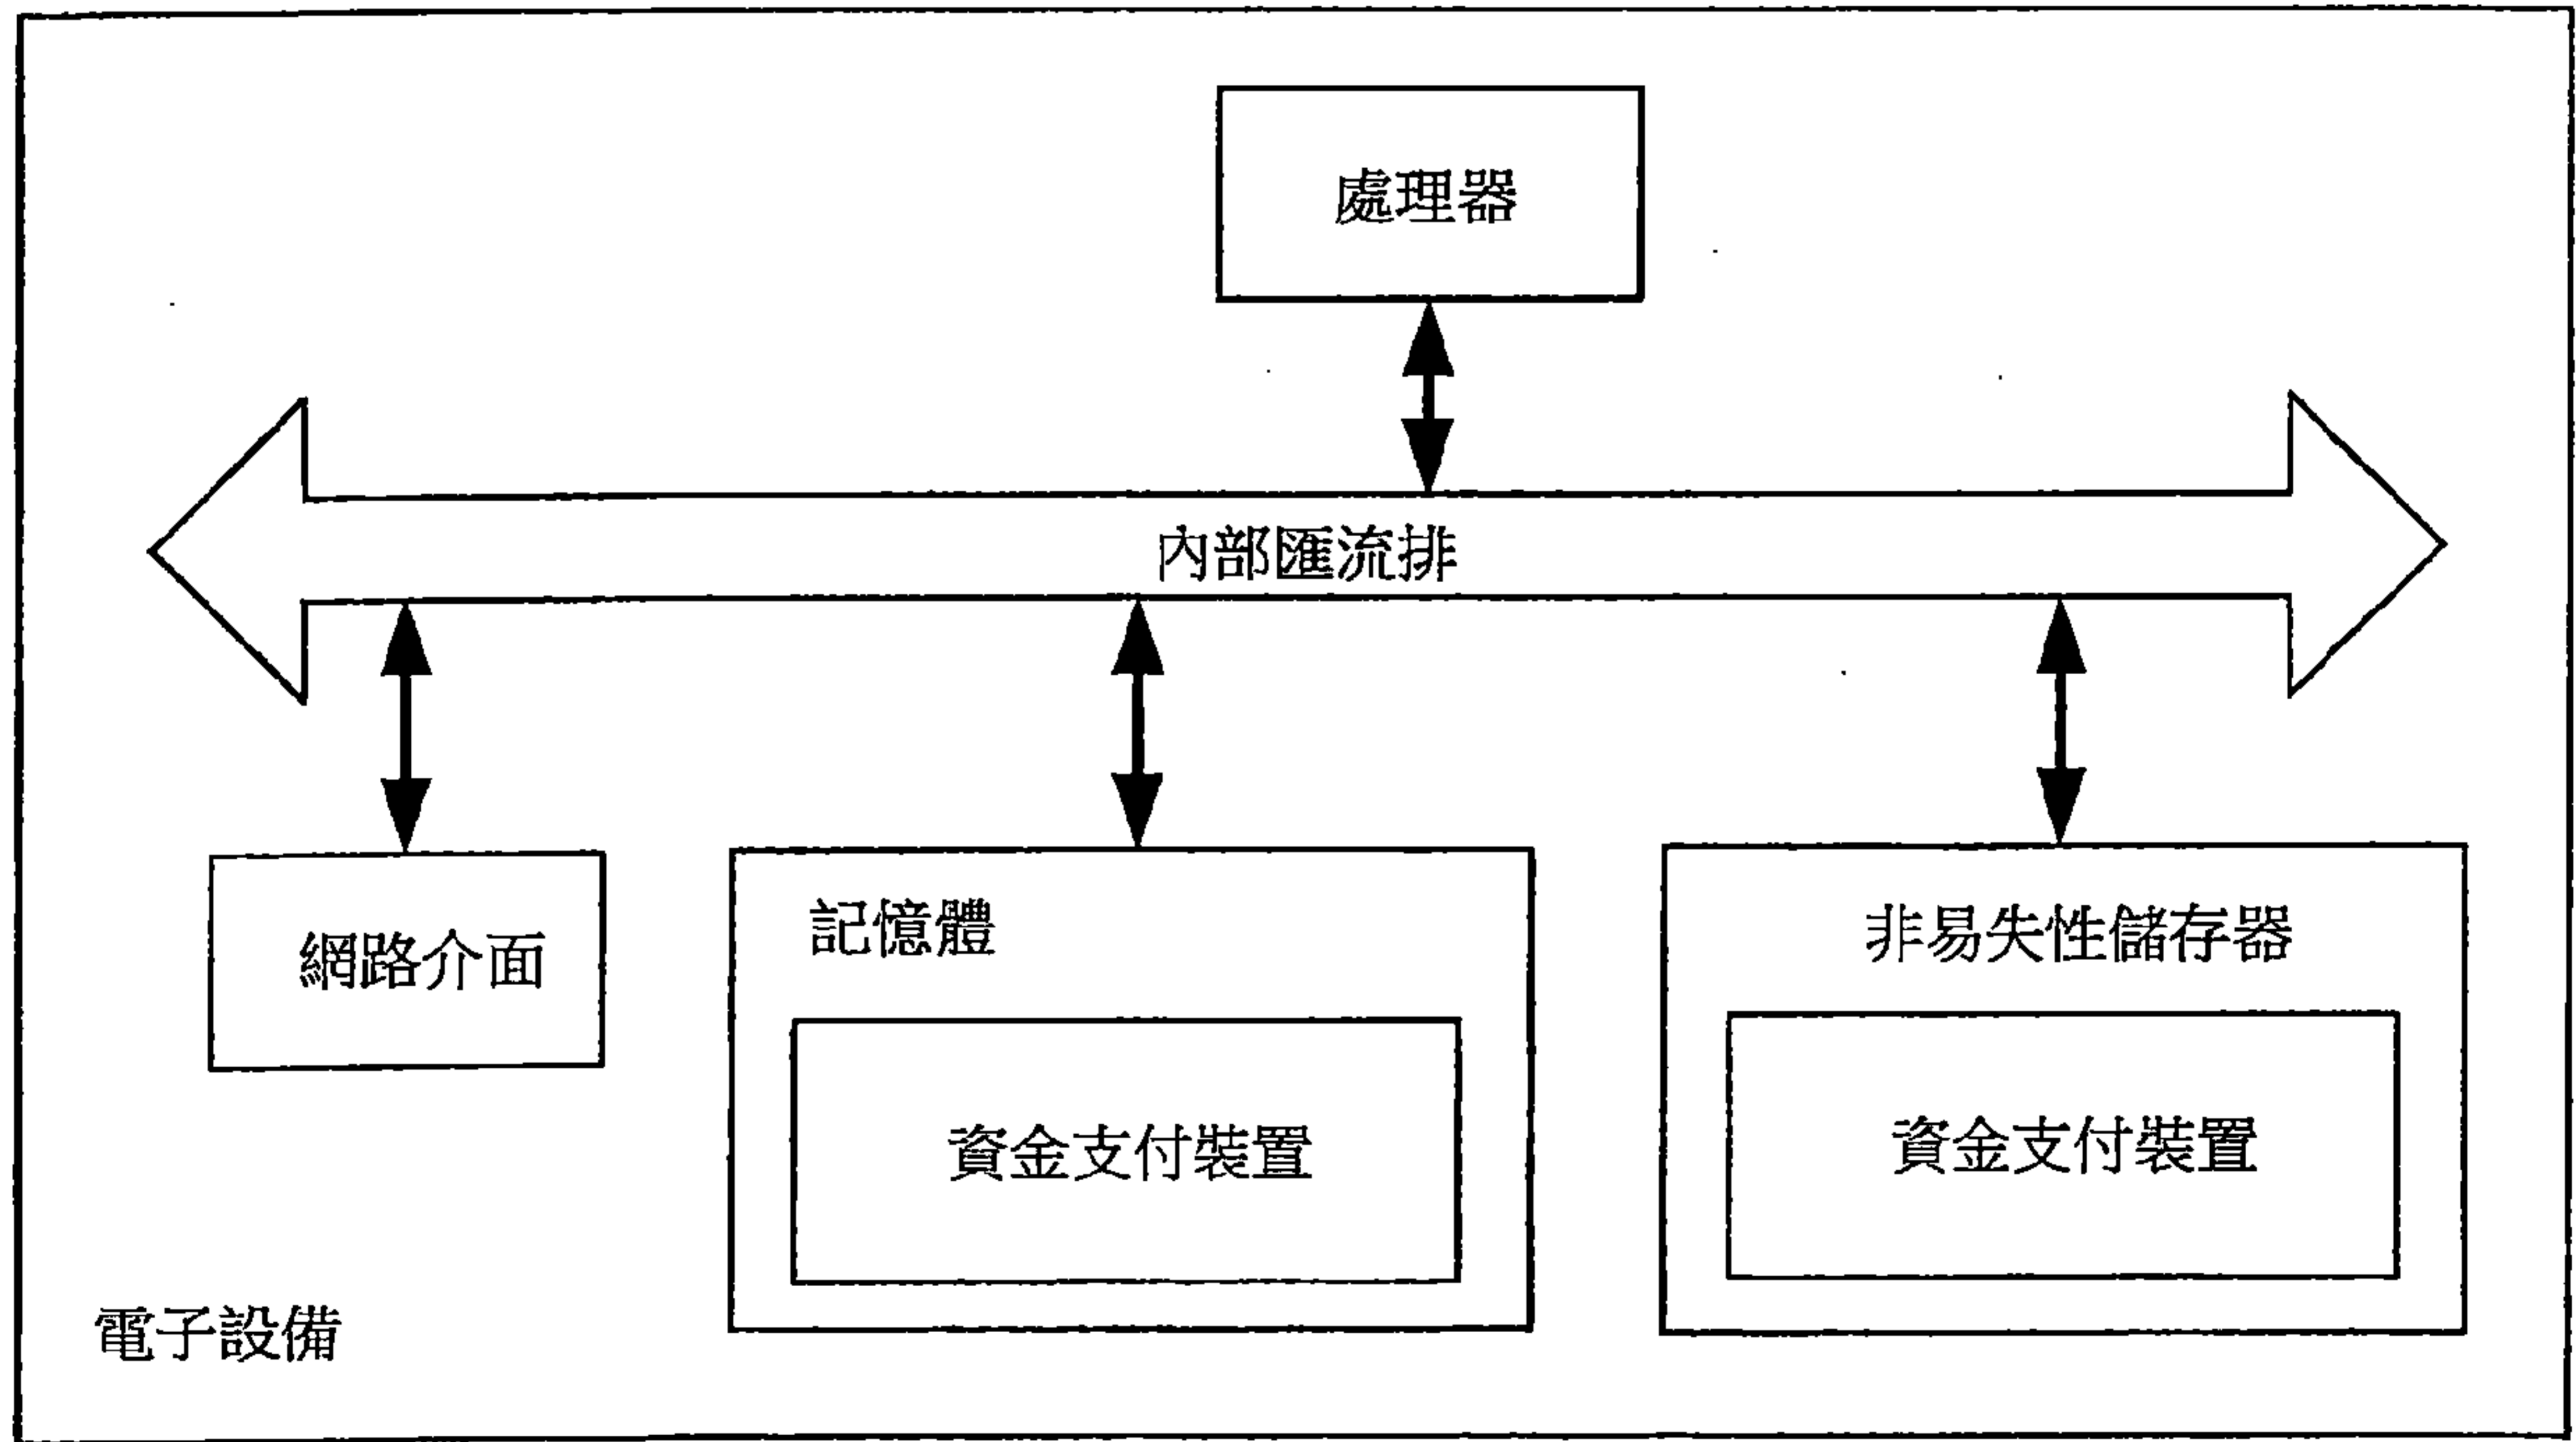 處理器
內部匯流排
網路介面
記憶體
資金支付裝置
非易失性儲存器
資金支付裝置
電子設備